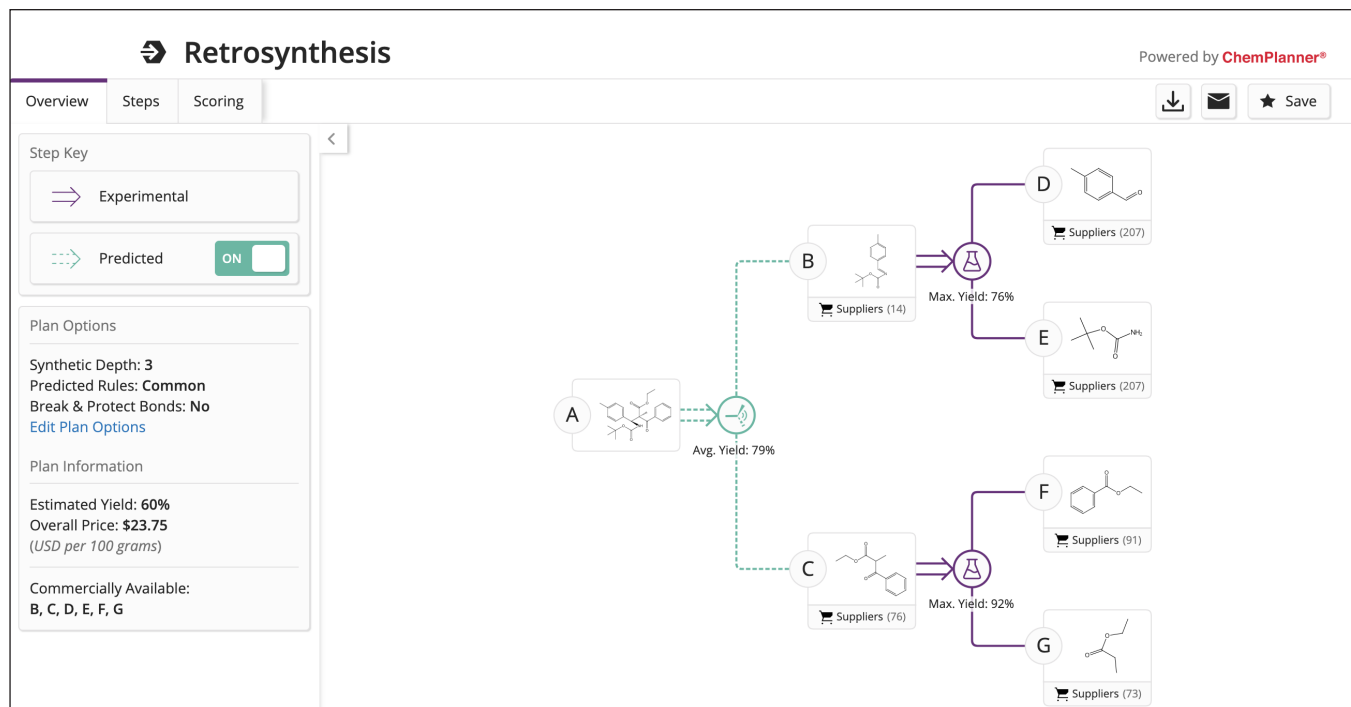 Retrosynthesis
Powered by ChemPlanner®
Overview
Steps
Scoring
Save
Step Key
Experimental
Predicted
ON
Plan Options
Synthetic Depth: 3
Predicted Rules: Common
Break & Protect Bonds: No
Edit Plan Options
Plan Information
Estimated Yield: 60%
Overall Price: $23.75
(USD per 100 grams)
Commercially Available:
B, C, D, E, F, G
A
Avg. Yield: 79%
B
Suppliers (14)
Max. Yield: 76%
C
Suppliers (76)
Max. Yield: 92%
D
O
Suppliers (207)
E
O
NH₂
O
Suppliers (207)
F
O
O
Suppliers (91)
G
O
O
Suppliers (73)